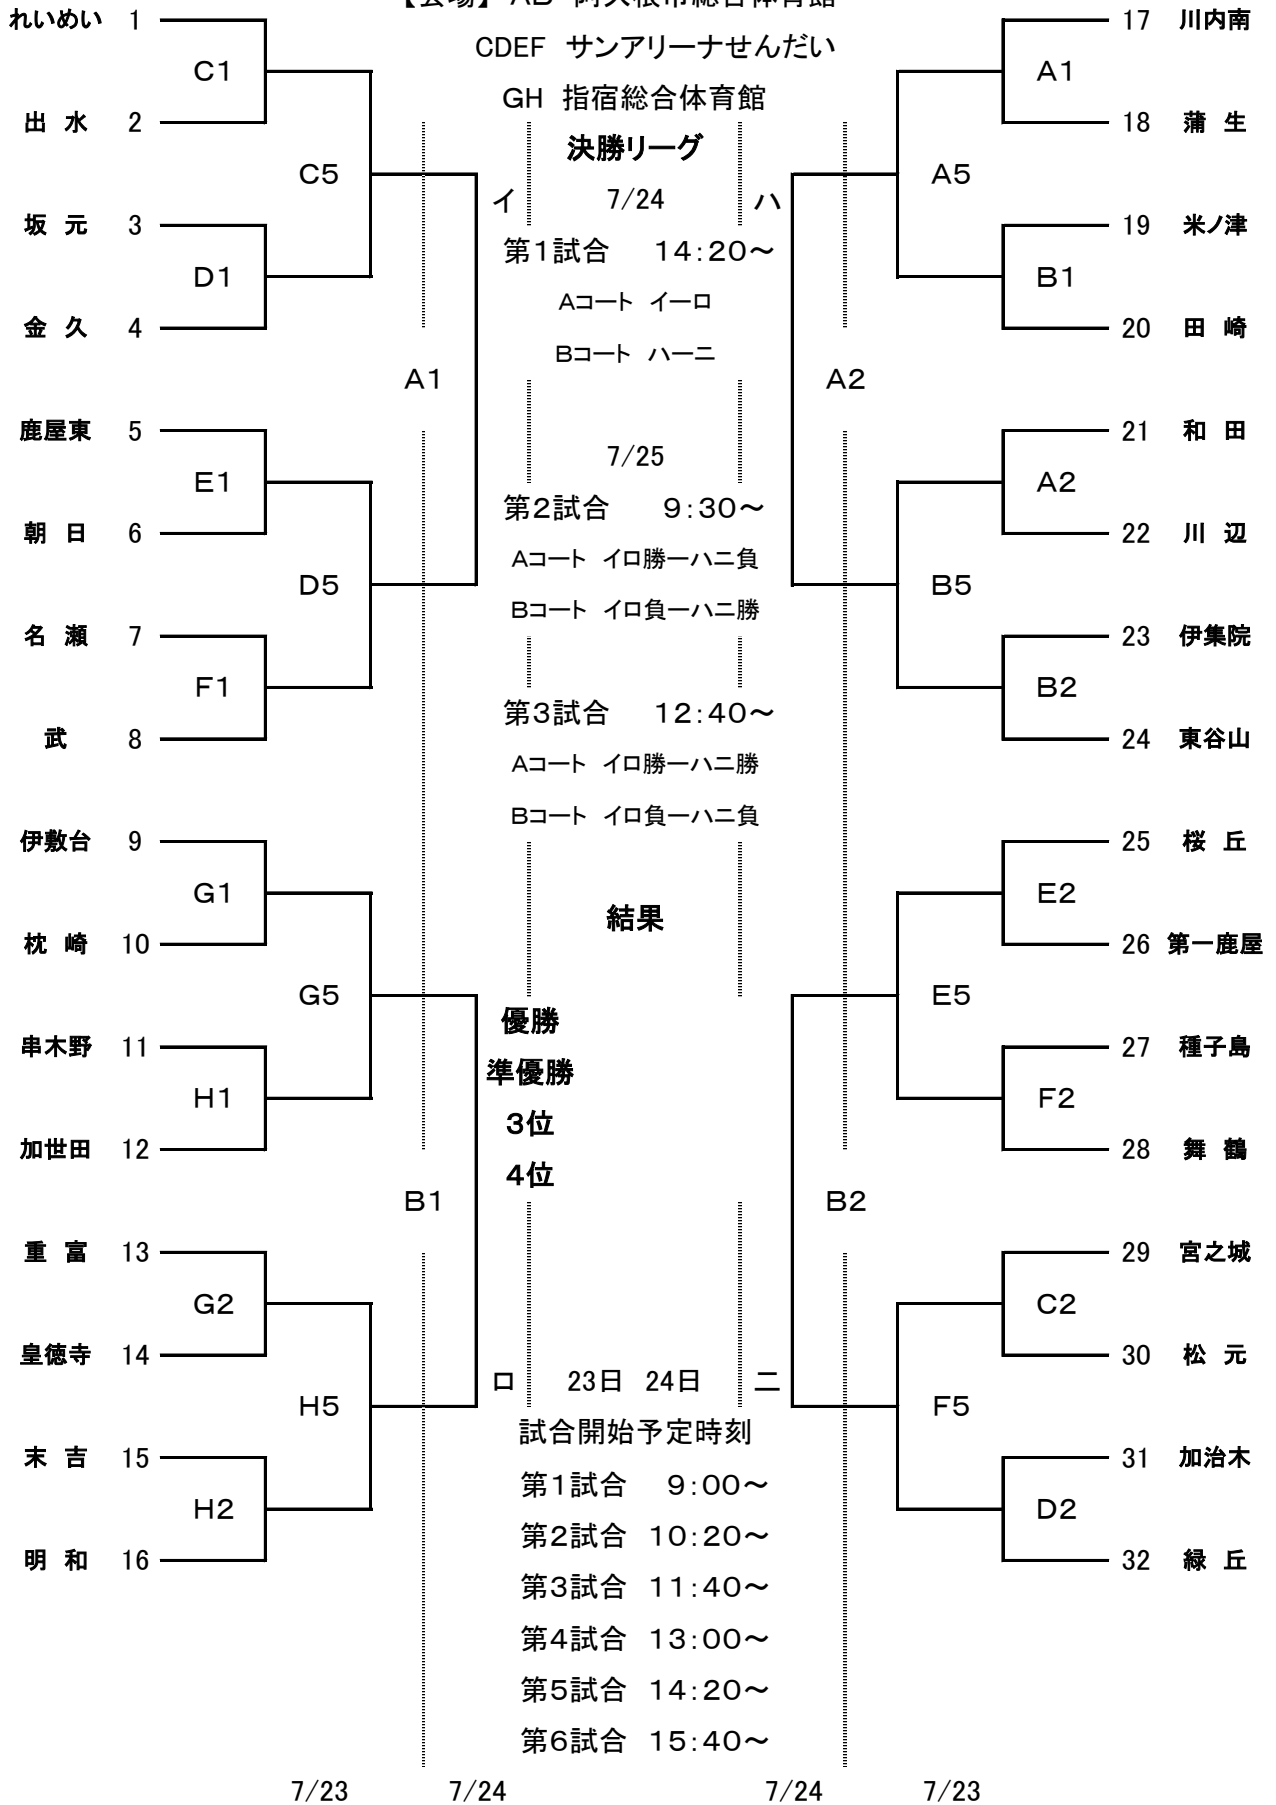 れいめい 1
C1
出 水 2
C5
坂 元 3
D1
金 久 4
A1
鹿屋東 5
E1
朝 日 6
D5
名 瀬 7
F1
武 8
伊敷台 9
G1
枕 崎 10
G5
串木野 11
H1
加世田 12
B1
重 富 13
G2
皇徳寺 14
H5
末 吉 15
H2
明 和 16
7/23 7/24
CDEF サンアリーナせんだい
GH 指宿総合体育館
決勝リーグ
イ 7/24 ハ
第1試合 14:20~
Aコート イーロ
Bコート ハーニ
7/25
第2試合 9:30~
Aコート イロ勝ーハニ負
Bコート イロ負ーハニ勝
第3試合 12:40~
Aコート イロ勝ーハニ勝
Bコート イロ負ーハニ負
結果
優勝
準優勝
3位
4位
ロ 23日 24日 ニ
試合開始予定時刻
第1試合 9:00~
第2試合 10:20~
第3試合 11:40~
第4試合 13:00~
第5試合 14:20~
第6試合 15:40~
17 川内南
A1
18 蒲 生
A5
19 米ノ津
B1
20 田 崎
A2
21 和 田
A2
22 川 辺
B5
23 伊集院
B2
24 東谷山
25 桜 丘
E2
26 第一鹿屋
E5
27 種子島
F2
28 舞 鶴
B2
29 宮之城
C2
30 松 元
F5
31 加治木
D2
32 緑 丘
7/24 7/23